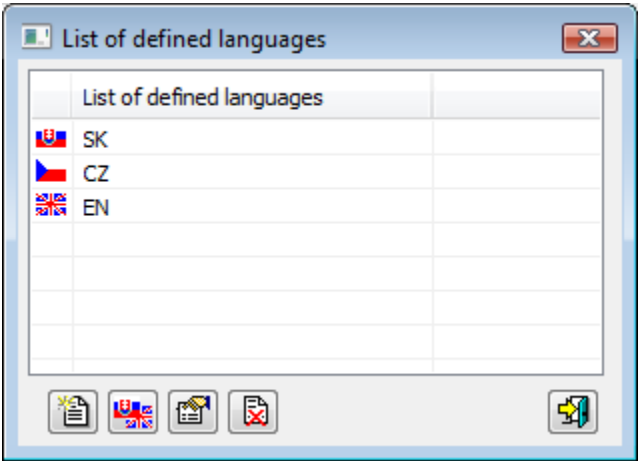 List of defined languages
List of defined languages
SK
CZ
EN